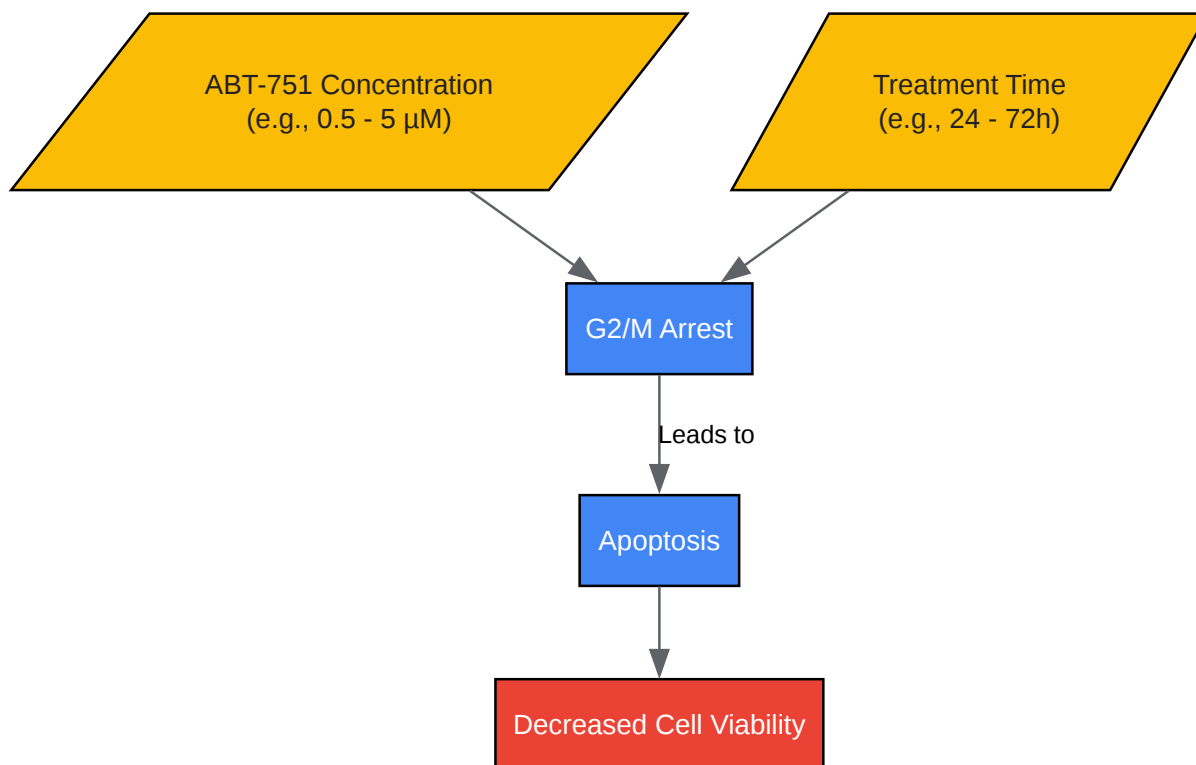 ABT-751 Concentration
(e.g., 0.5 - 5 µM)
Treatment Time
(e.g., 24 - 72h)
G2/M Arrest
Leads to
Apoptosis
Decreased Cell Viability